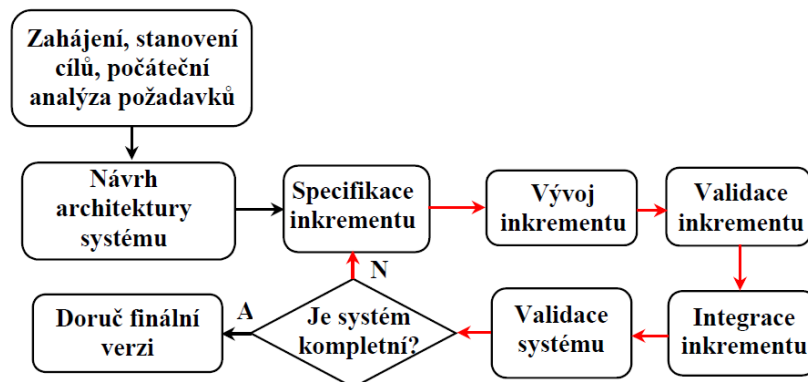 Zahájení, stanovení
cílů, počáteční
analýza požadavků
Návrh
architektury
systému
Specifikace
inkrementu
Vývoj
inkrementu
Validace
inkrementu
Integrace
inkrementu
Validace
systému
Je systém
kompletní?
N
A
Doruč finální
verzi